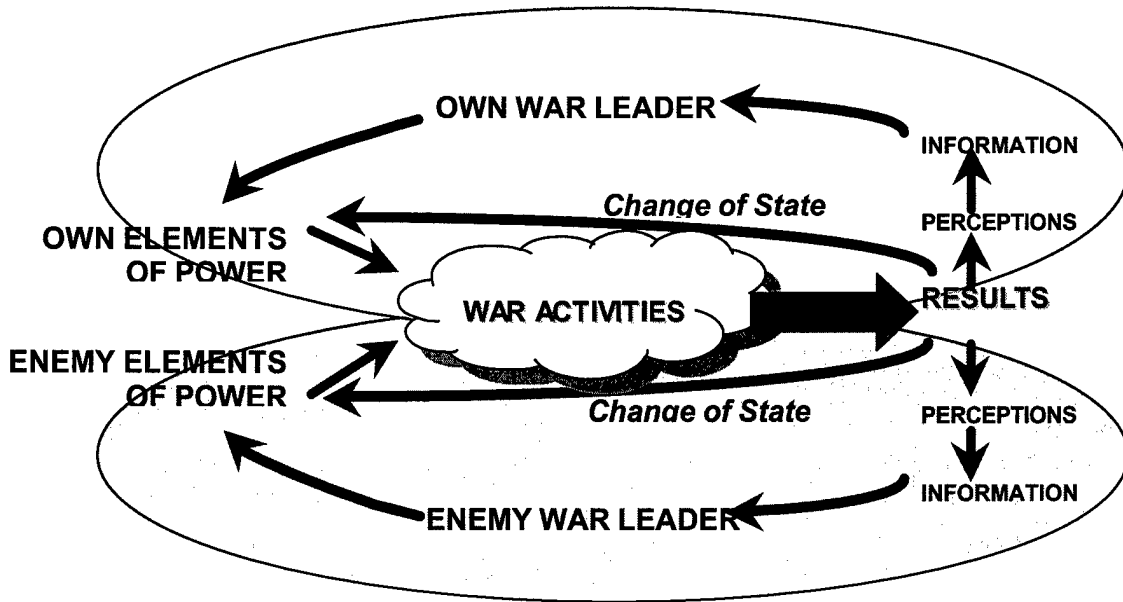 OWN WAR LEADER
INFORMATION
Change of State
PERCEPTIONS
OWN ELEMENTS
OF POWER
WAR ACTIVITIES
RESULTS
ENEMY ELEMENTS
OF POWER
Change of State
PERCEPTIONS
INFORMATION
ENEMY WAR LEADER